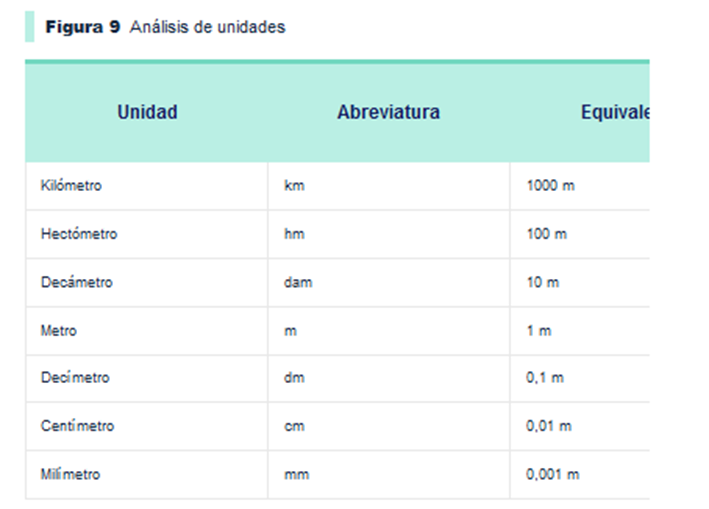 Figura 9 Análisis de unidades
Unidad Abreviatura Equivale
Kilómetro km 1000 m
Hectómetro hm 100 m
Decámetro dam 10 m
Metro m 1 m
Decímetro dm 0,1 m
Centímetro cm 0,01 m
Milímetro mm 0,001 m